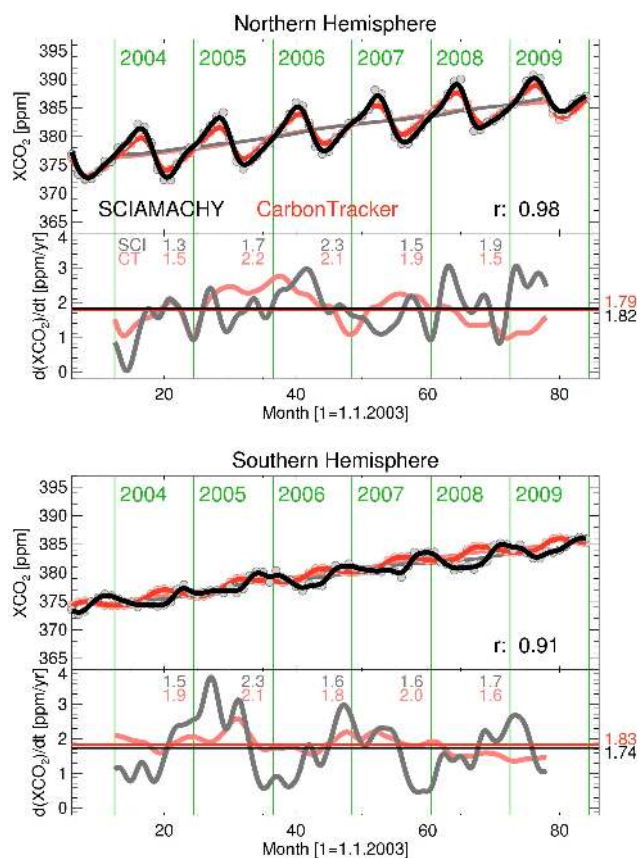 Northern Hemisphere
395
2004 2005 2006 2007 2008 2009
390
385
380
375
370
365
XCO2 [ppm]
SCIAMACHY CarbonTracker r: 0.98
4
SCI 1.3 1.7 2.3 1.5 1.9
CT 1.5 2.2 2.1 1.9 1.5
3
2
1
0
d(XCO2)/dt [ppm/yr]
1.79
1.82
20 40 60 80
Month [1=1.1.2003]
Southern Hemisphere
395
2004 2005 2006 2007 2008 2009
390
385
380
375
370
365
XCO2 [ppm]
r: 0.91
4
1.5 2.3 1.6 1.6 1.7
1.9 2.1 1.8 2.0 1.6
3
2
1
0
d(XCO2)/dt [ppm/yr]
1.83
1.74
20 40 60 80
Month [1=1.1.2003]